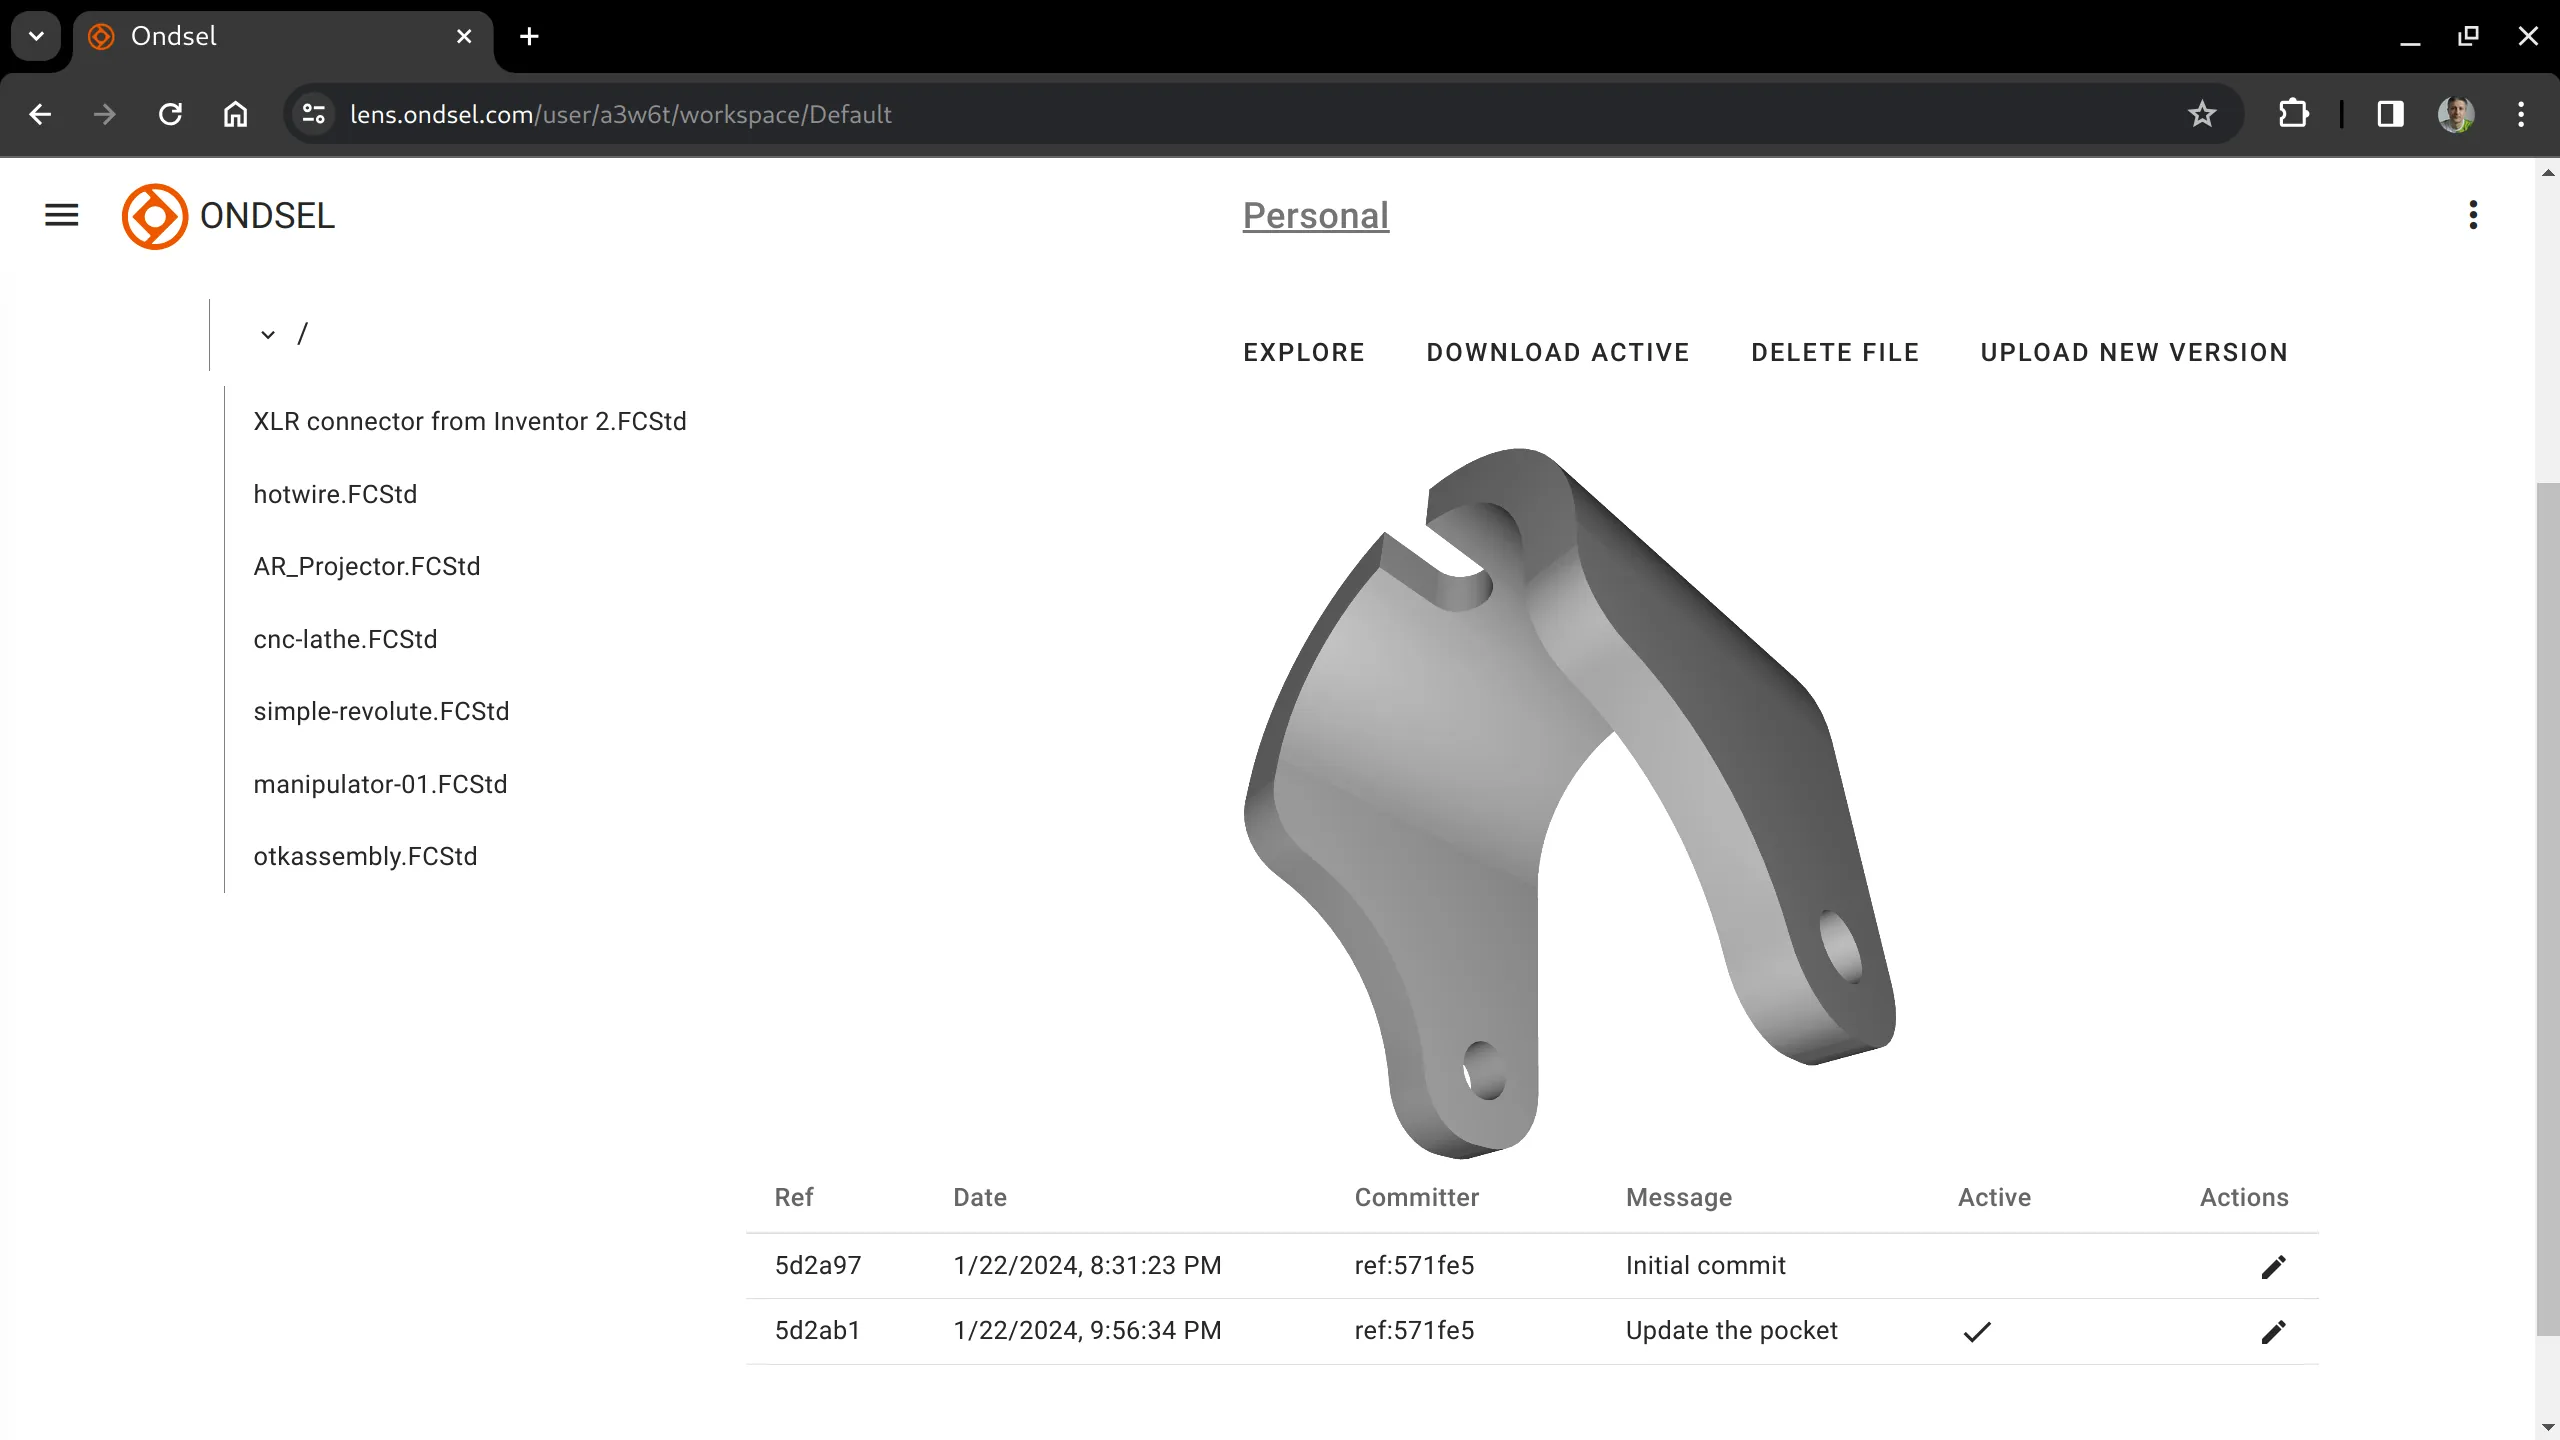 Ondsel
lens.ondsel.com/user/a3w6t/workspace/Default
ONDSEL
Personal
/
EXPLORE DOWNLOAD ACTIVE DELETE FILE UPLOAD NEW VERSION
XLR connector from Inventor 2.FCStd
hotwire.FCStd
AR_Projector.FCStd
cnc-lathe.FCStd
simple-revolute.FCStd
manipulator-01.FCStd
otkassembly.FCStd
Ref Date Committer Message Active Actions
5d2a97 1/22/2024, 8:31:23 PM ref:571fe5 Initial commit
5d2ab1 1/22/2024, 9:56:34 PM ref:571fe5 Update the pocket